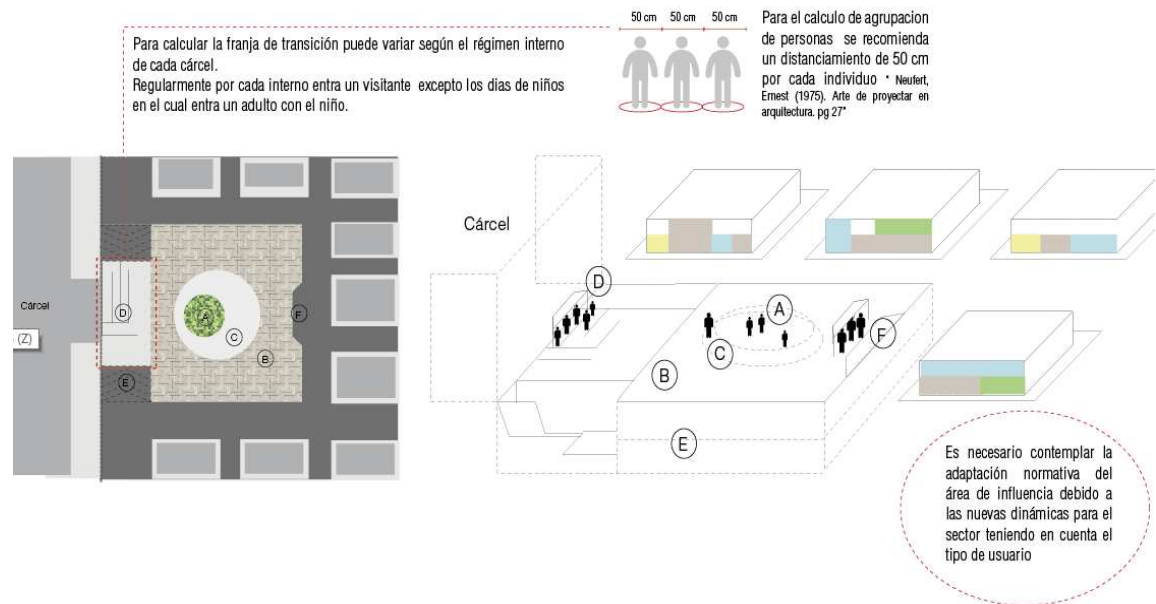 50 cm 50 cm 50 cm
Para calcular la franja de transición puede variar según el régimen interno
de cada cárcel.
Regularmente por cada interno entra un visitante excepto los dias de niños
en el cual entra un adulto con el niño.
Para el calculo de agrupacion
de personas se recomienda
un distanciamiento de 50 cm
por cada individuo " Neufert,
Ernest (1975). Arte de proyectar en
arquitectura. pg 27"
Cárcel
(Z)
D
A
C
B
F
E
Cárcel
D
A
C
B
F
E
Es necesario contemplar la
adaptación normativa del
área de influencia debido a
las nuevas dinámicas para el
sector teniendo en cuenta el
tipo de usuario